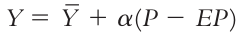 Y = Ȳ + α(P − EP)